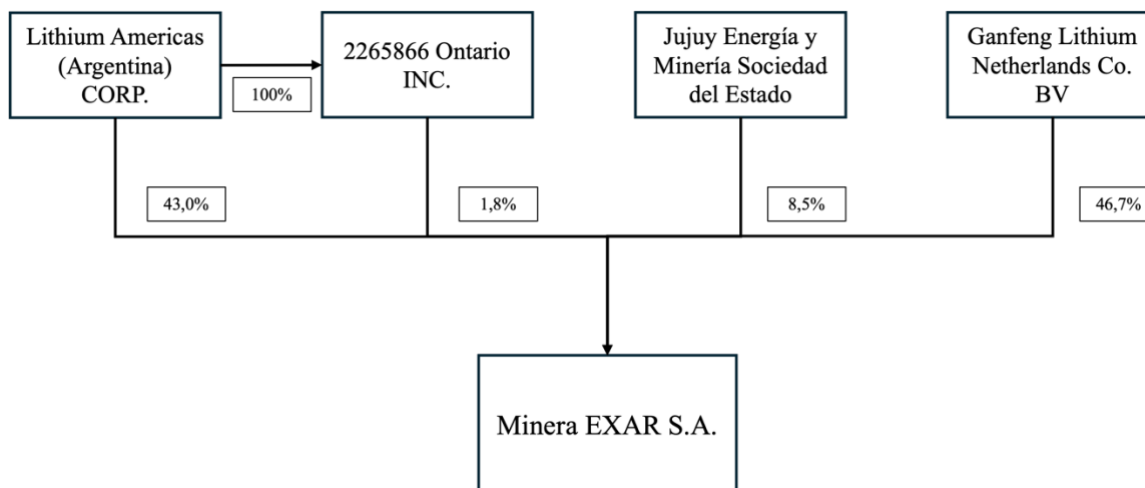 Lithium Americas
(Argentina)
CORP.
100%
2265866 Ontario
INC.
Jujuy Energía y
Minería Sociedad
del Estado
Ganfeng Lithium
Netherlands Co.
BV
43,0%
1,8%
8,5%
46,7%
Minera EXAR S.A.